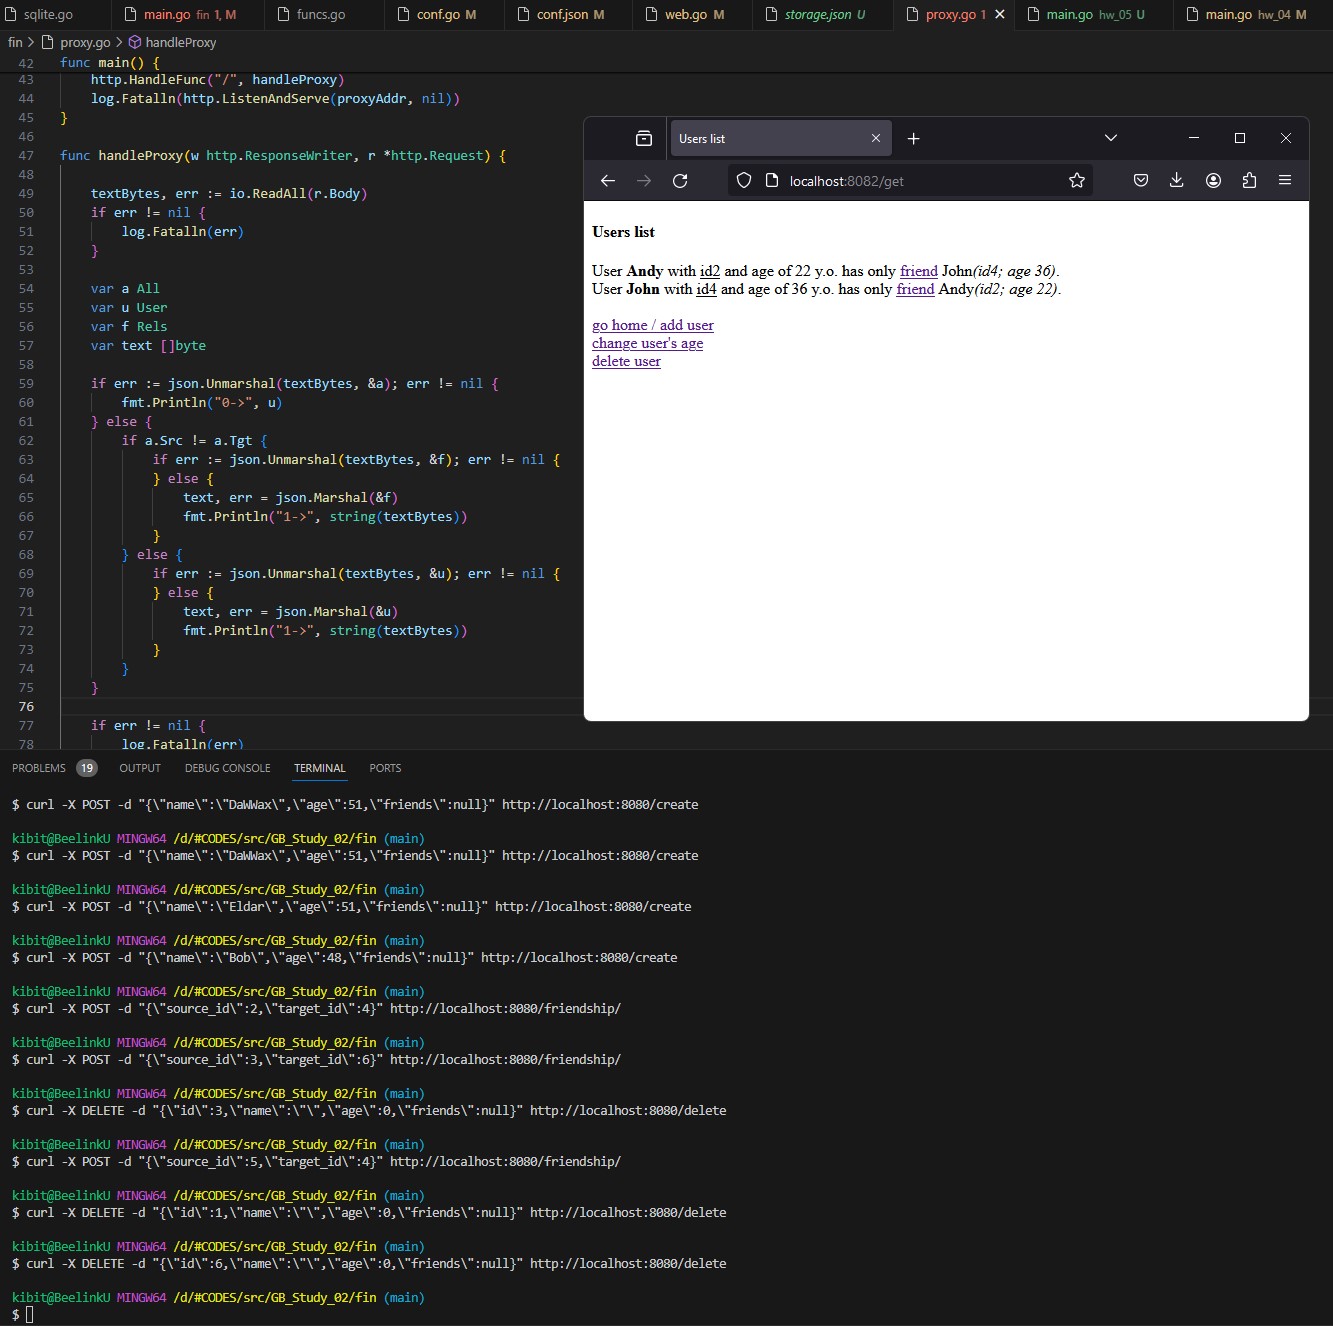 sqlite.go main.go fin 1, M funcs.go conf.go M conf.json M web.go M storage.json U proxy.go 1 main.go hw_05 U main.go hw_04 M
fin > proxy.go > handleProxy
42 func main() {
43 http.HandleFunc("/", handleProxy)
44 log.Fatalln(http.ListenAndServe(proxyAddr, nil))
45 }
46
47 func handleProxy(w http.ResponseWriter, r *http.Request) {
48
49 textBytes, err := io.ReadAll(r.Body)
50 if err != nil {
51 log.Fatalln(err)
52 }
53
54 var a All
55 var u User
56 var f Rels
57 var text []byte
58
59 if err := json.Unmarshal(textBytes, &a); err != nil {
60 fmt.Println("0->", u)
61 } else {
62 if a.Src != a.Tgt {
63 if err := json.Unmarshal(textBytes, &f); err != nil {
64 } else {
65 text, err = json.Marshal(&f)
66 fmt.Println("1->", string(textBytes))
67 }
68 } else {
69 if err := json.Unmarshal(textBytes, &u); err != nil {
70 } else {
71 text, err = json.Marshal(&u)
72 fmt.Println("1->", string(textBytes))
73 }
74 }
75 }
76
77 if err != nil {
78 log.Fatalln(err)
Users list
localhost:8082/get
Users list
User Andy with id2 and age of 22 y.o. has only friend John(id4; age 36).
User John with id4 and age of 36 y.o. has only friend Andy(id2; age 22).
go home / add user
change user's age
delete user
PROBLEMS 19 OUTPUT DEBUG CONSOLE TERMINAL PORTS
$ curl -X POST -d "{\"name\":\"DaWWax\",\"age\":51,\"friends\":null}" http://localhost:8080/create
kibit@BeelinkU MINGW64 /d/#CODES/src/GB_Study_02/fin (main)
$ curl -X POST -d "{\"name\":\"DaWWax\",\"age\":51,\"friends\":null}" http://localhost:8080/create
kibit@BeelinkU MINGW64 /d/#CODES/src/GB_Study_02/fin (main)
$ curl -X POST -d "{\"name\":\"Eldar\",\"age\":51,\"friends\":null}" http://localhost:8080/create
kibit@BeelinkU MINGW64 /d/#CODES/src/GB_Study_02/fin (main)
$ curl -X POST -d "{\"name\":\"Bob\",\"age\":48,\"friends\":null}" http://localhost:8080/create
kibit@BeelinkU MINGW64 /d/#CODES/src/GB_Study_02/fin (main)
$ curl -X POST -d "{\"source_id\":2,\"target_id\":4}" http://localhost:8080/friendship/
kibit@BeelinkU MINGW64 /d/#CODES/src/GB_Study_02/fin (main)
$ curl -X POST -d "{\"source_id\":3,\"target_id\":6}" http://localhost:8080/friendship/
kibit@BeelinkU MINGW64 /d/#CODES/src/GB_Study_02/fin (main)
$ curl -X DELETE -d "{\"id\":3,\"name\":\"\",\"age\":0,\"friends\":null}" http://localhost:8080/delete
kibit@BeelinkU MINGW64 /d/#CODES/src/GB_Study_02/fin (main)
$ curl -X POST -d "{\"source_id\":5,\"target_id\":4}" http://localhost:8080/friendship/
kibit@BeelinkU MINGW64 /d/#CODES/src/GB_Study_02/fin (main)
$ curl -X DELETE -d "{\"id\":1,\"name\":\"\",\"age\":0,\"friends\":null}" http://localhost:8080/delete
kibit@BeelinkU MINGW64 /d/#CODES/src/GB_Study_02/fin (main)
$ curl -X DELETE -d "{\"id\":6,\"name\":\"\",\"age\":0,\"friends\":null}" http://localhost:8080/delete
kibit@BeelinkU MINGW64 /d/#CODES/src/GB_Study_02/fin (main)
$